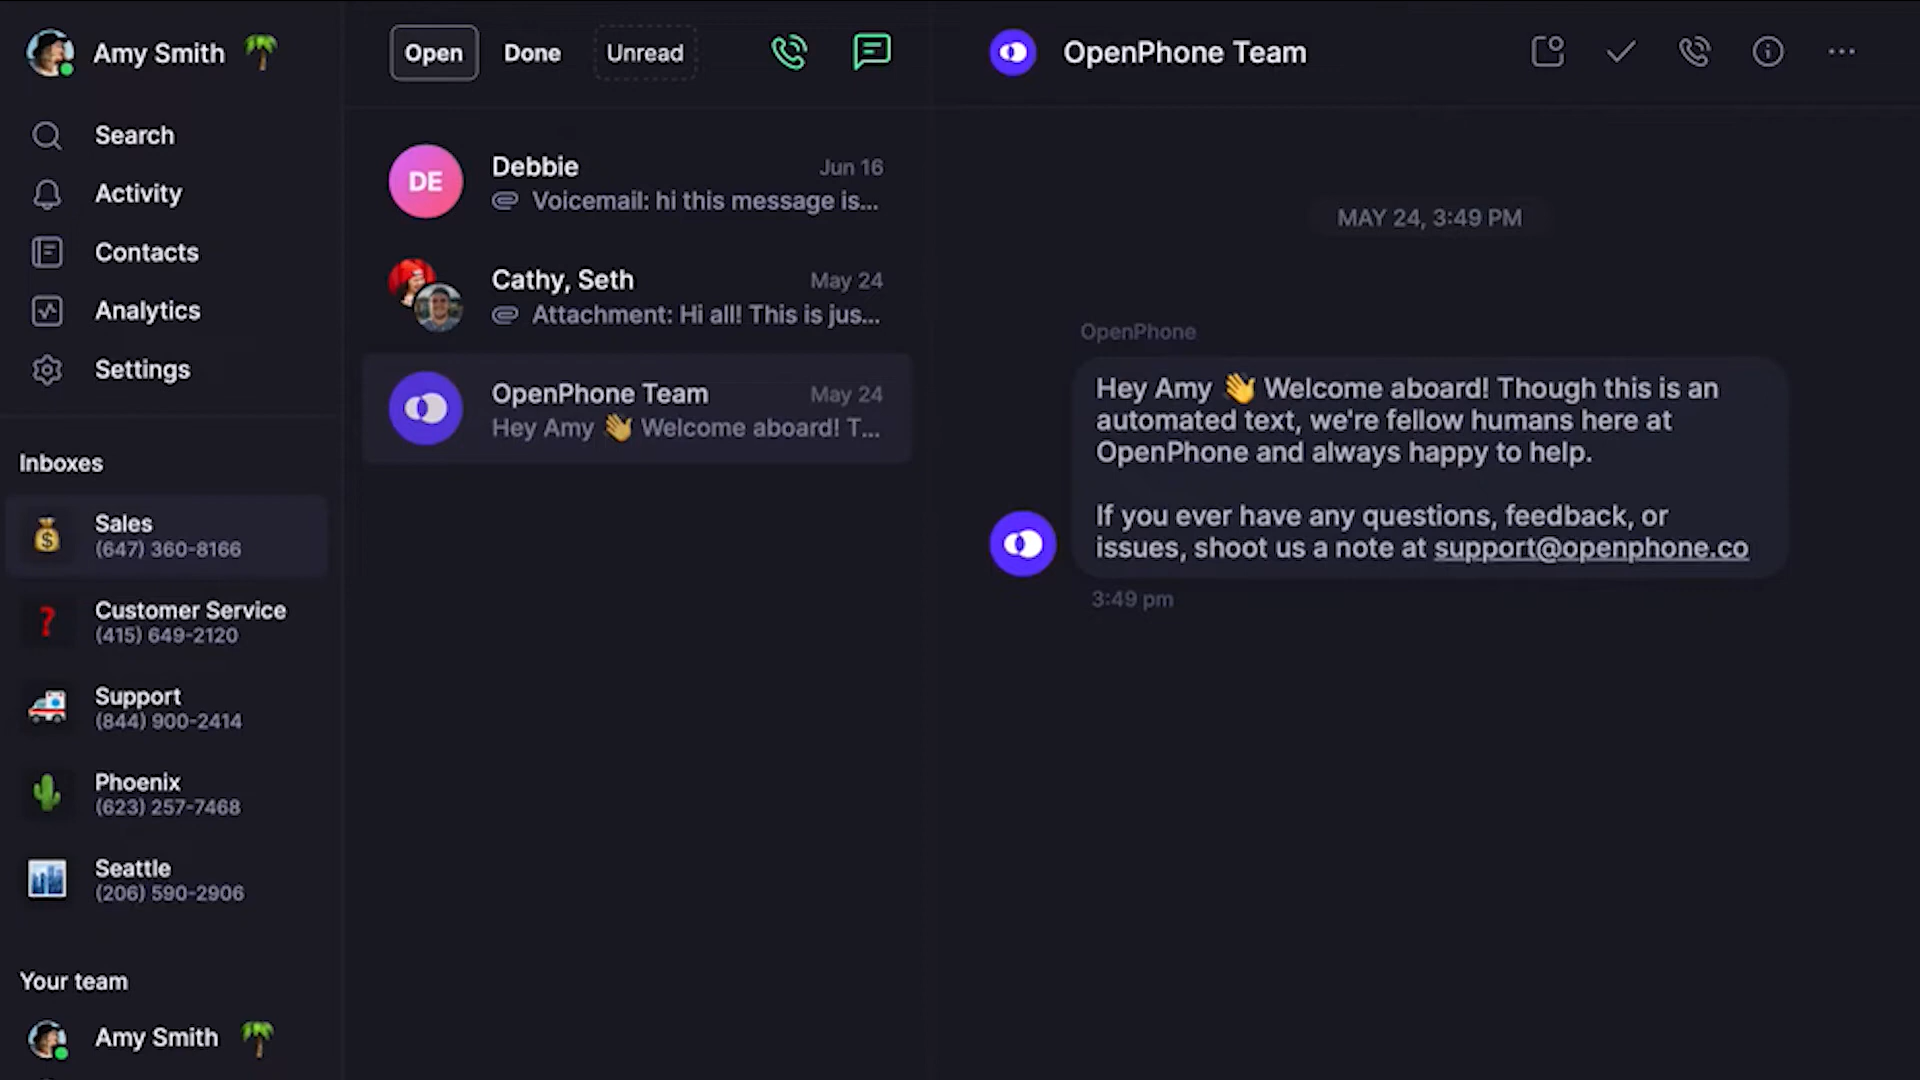 Amy Smith
Search
Activity
Contacts
Analytics
Settings
Inboxes
Sales
(647) 360-8166
Customer Service
(415) 649-2120
Support
(844) 900-2414
Phoenix
(623) 257-7468
Seattle
(206) 590-2906
Your team
Amy Smith
Open Done Unread
DE
Debbie Jun 16
Voicemail: hi this message is...
Cathy, Seth May 24
Attachment: Hi all! This is jus...
OpenPhone Team May 24
Hey Amy 👋 Welcome aboard! T...
OpenPhone Team
MAY 24, 3:49 PM
OpenPhone
Hey Amy 👋 Welcome aboard! Though this is an
automated text, we're fellow humans here at
OpenPhone and always happy to help.
If you ever have any questions, feedback, or
issues, shoot us a note at support@openphone.co
3:49 pm